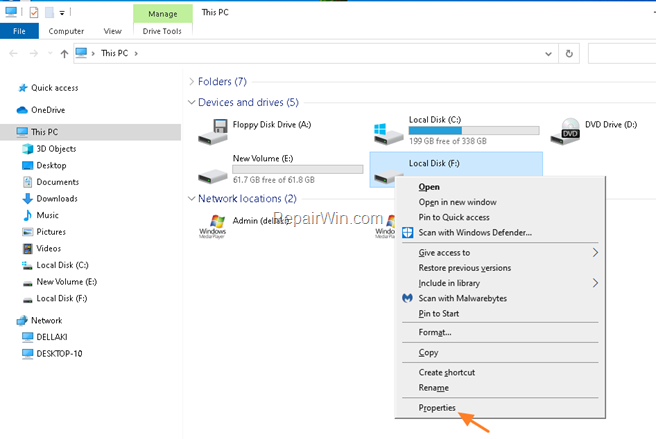 Manage
This PC
File
Computer
View
Drive Tools
This PC
Quick access
OneDrive
This PC
3D Objects
Desktop
Documents
Downloads
Music
Pictures
Videos
Local Disk (C:)
New Volume (E:)
Local Disk (F:)
Network
DELLAKI
DESKTOP-10
Folders (7)
Devices and drives (5)
Floppy Disk Drive (A:)
Local Disk (C:)
199 GB free of 338 GB
DVD
DVD Drive (D:)
New Volume (E:)
61.7 GB free of 61.8 GB
Local Disk (F:)
Network locations (2)
Windows
Media Player
Admin
RepairWin.com
Open
Open in new window
Pin to Quick access
Scan with Windows Defender...
Give access to
Restore previous versions
Include in library
Scan with Malwarebytes
Pin to Start
Format...
Copy
Create shortcut
Rename
Properties